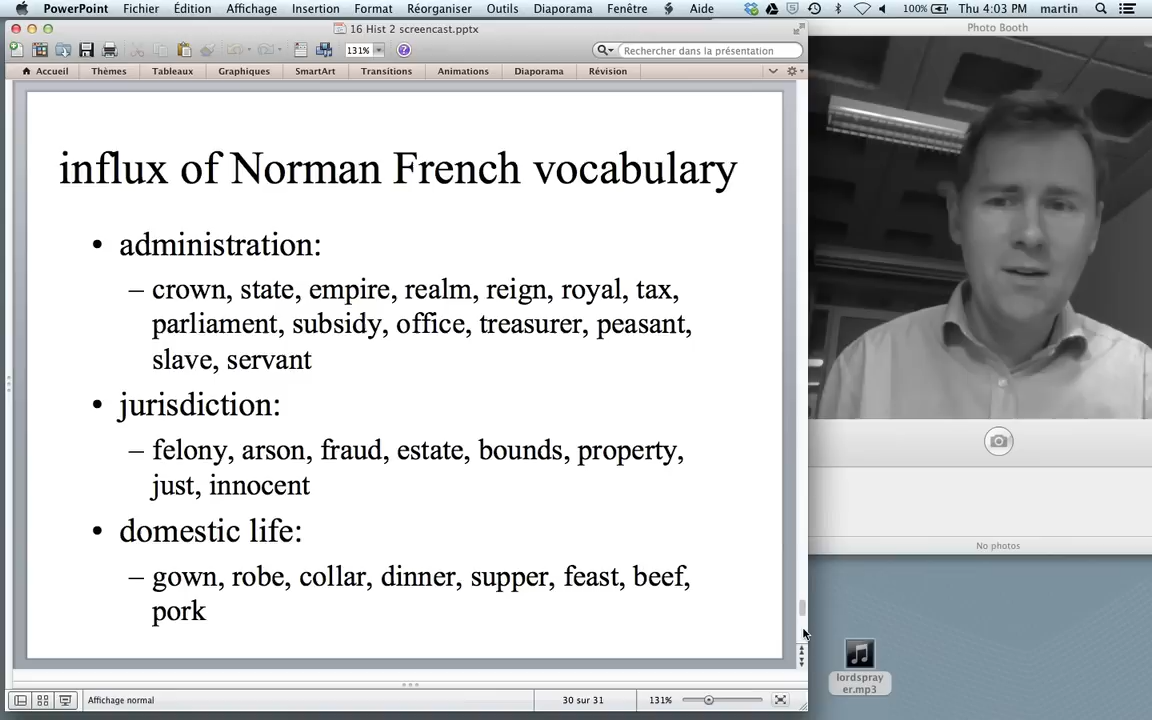 PowerPoint Fichier Édition Affichage Insertion Format Réorganiser Outils Diaporama Fenêtre Aide 100% Thu 4:03 PM martin
16 Hist 2 screencast.pptx
Photo Booth
131% Rechercher dans la présentation
Accueil Thèmes Tableaux Graphiques SmartArt Transitions Animations Diaporama Révision
influx of Norman French vocabulary
• administration:
– crown, state, empire, realm, reign, royal, tax,
parliament, subsidy, office, treasurer, peasant,
slave, servant
• jurisdiction:
– felony, arson, fraud, estate, bounds, property,
just, innocent
• domestic life:
– gown, robe, collar, dinner, supper, feast, beef,
pork
No photos
lordspray
er.mp3
Affichage normal 30 sur 31 131%